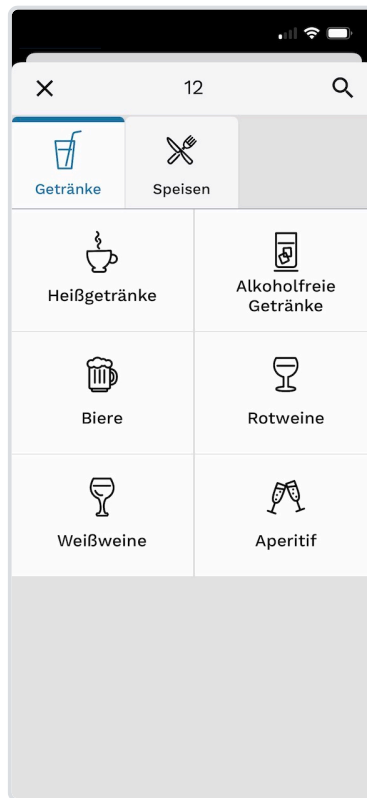 12
Getränke
Speisen
Heißgetränke
Alkoholfreie
Getränke
Biere
Rotweine
Weißweine
Aperitif